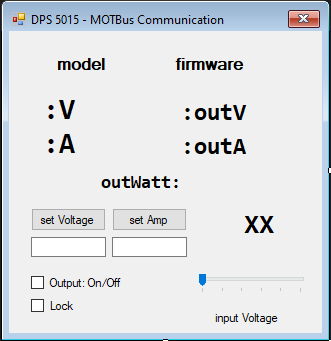 DPS 5015 - MOTBus Communication
model firmware
:V :outV
:A :outA
outWatt:
set Voltage set Amp
XX
Output: On/Off
Lock
input Voltage